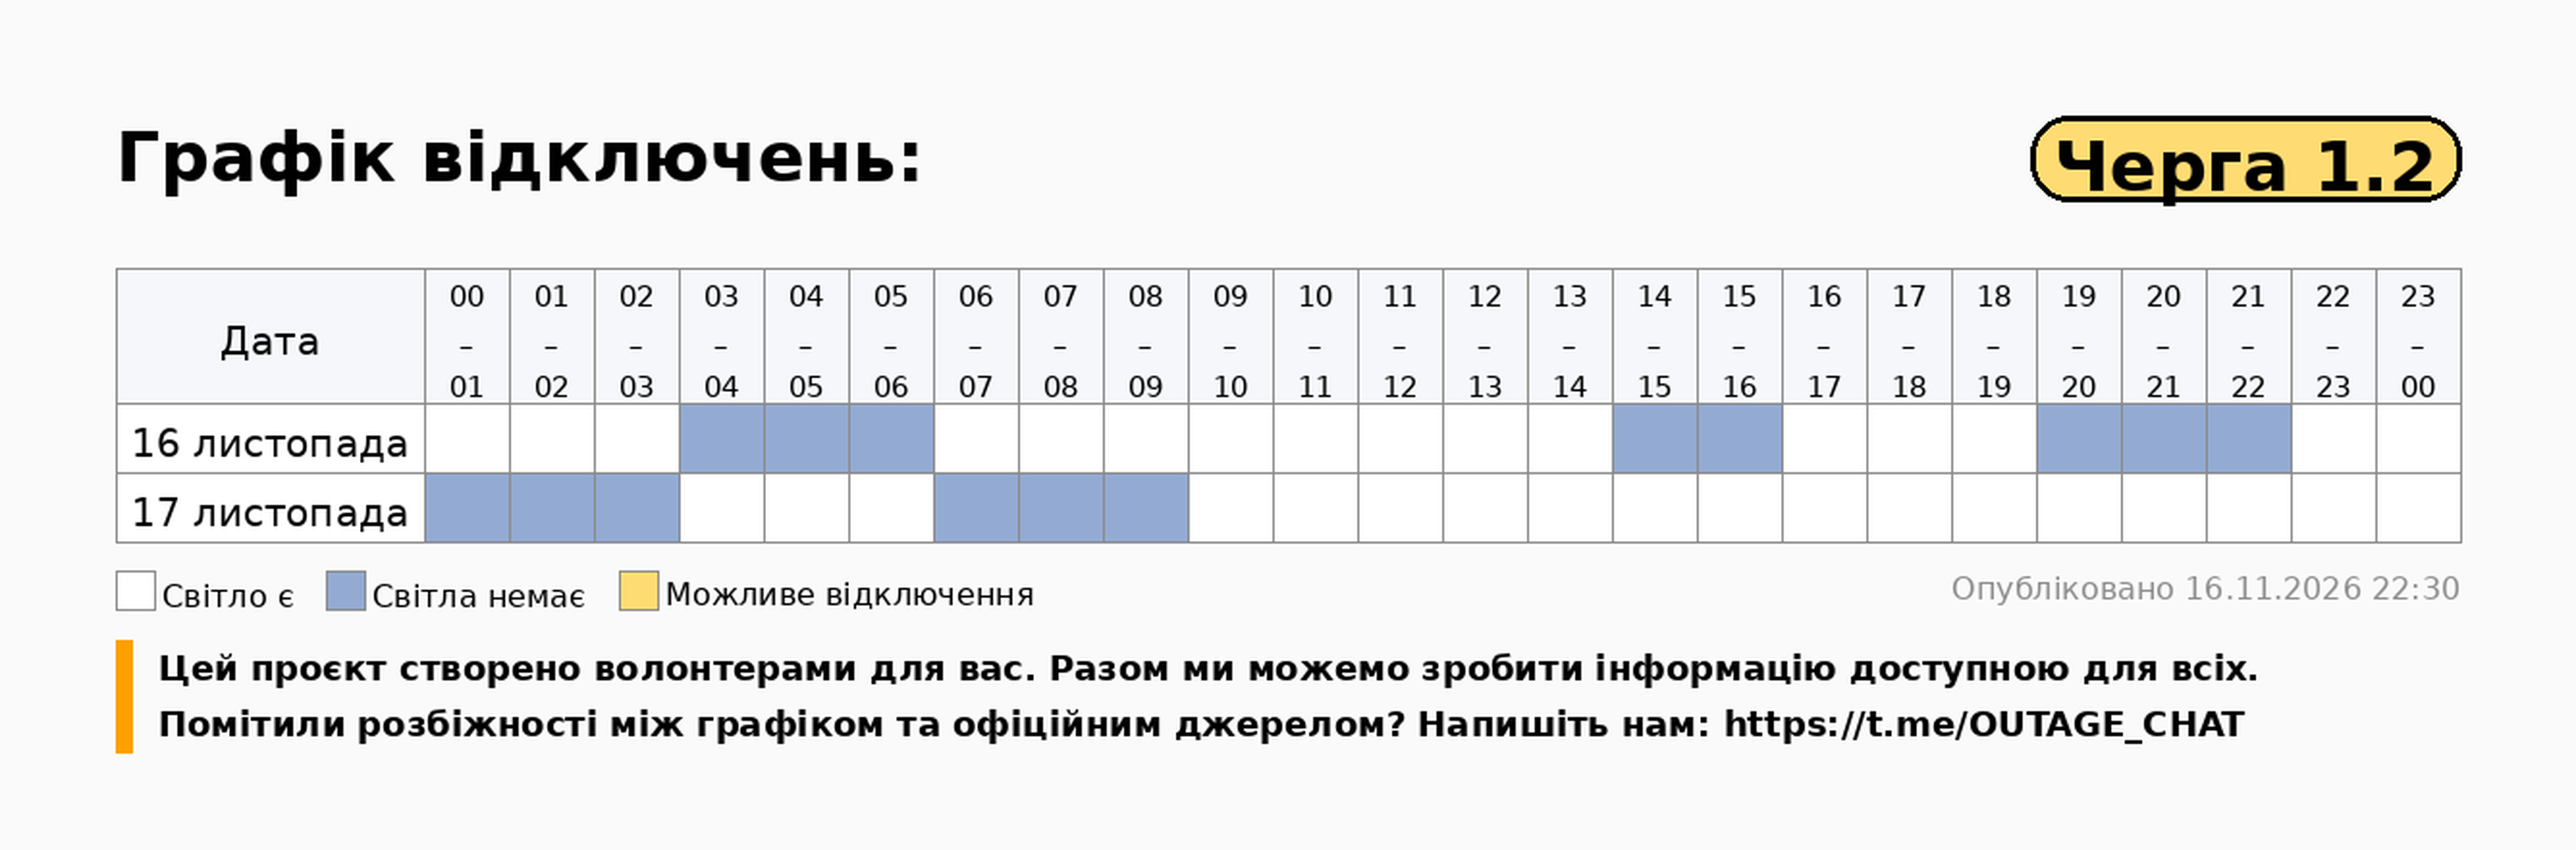 Графік відключень:
Черга 1.2
Дата 00 – 01 01 – 02 02 – 03 03 – 04 04 – 05 05 – 06 06 – 07 07 – 08 08 – 09 09 – 10 10 – 11 11 – 12 12 – 13 13 – 14 14 – 15 15 – 16 16 – 17 17 – 18 18 – 19 19 – 20 20 – 21 21 – 22 22 – 23 23 – 00
16 листопада
17 листопада
Світло є Світла немає Можливе відключення
Опубліковано 16.11.2026 22:30
Цей проєкт створено волонтерами для вас. Разом ми можемо зробити інформацію доступною для всіх.
Помітили розбіжності між графіком та офіційним джерелом? Напишіть нам: https://t.me/OUTAGE_CHAT